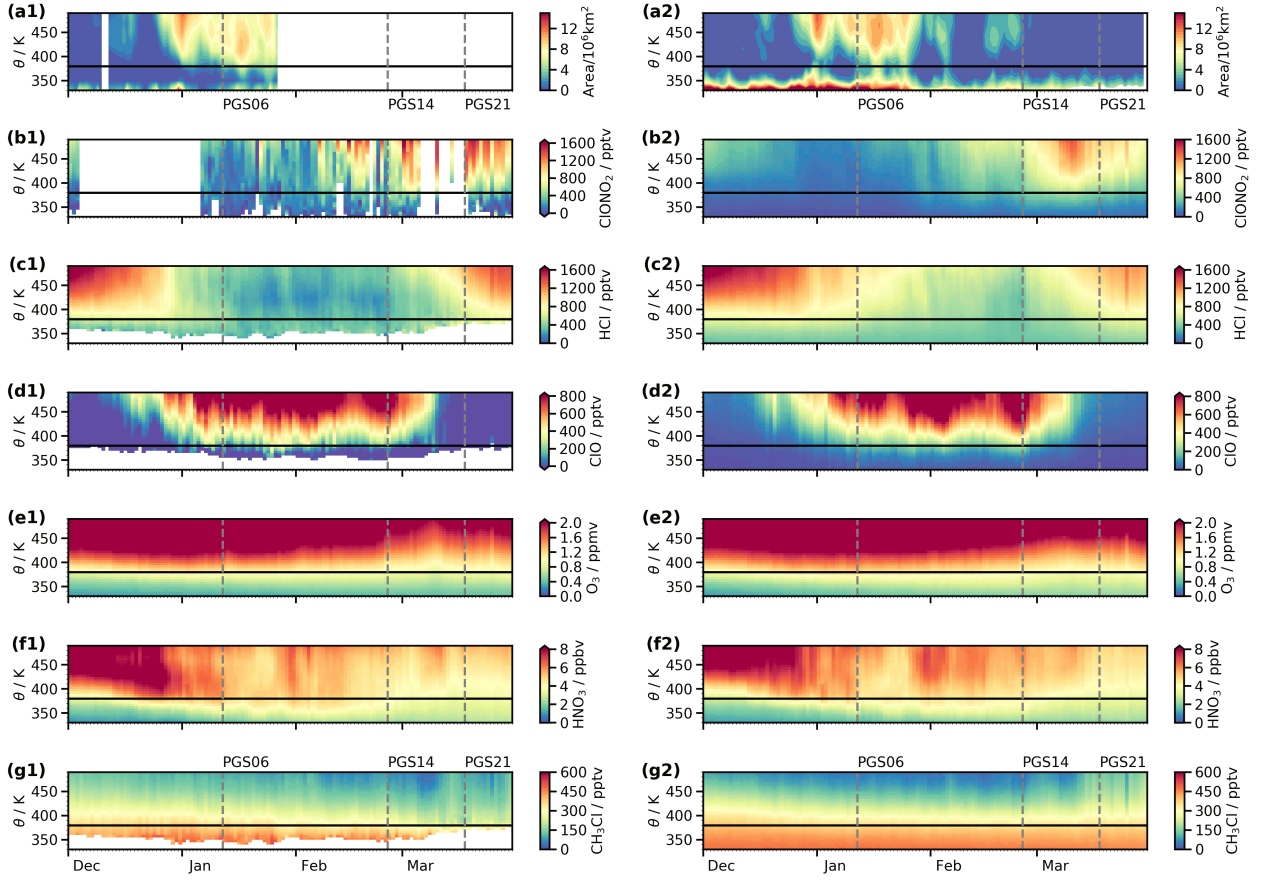 (a1)
θ / K
450
400
350
PGS06
PGS14
PGS21
12
8
4
0
Area/10⁶km²
(a2)
θ / K
450
400
350
PGS06
PGS14
PGS21
12
8
4
0
Area/10⁶km²
(b1)
θ / K
450
400
350
1600
1200
800
400
0
ClONO₂ / pptv
(b2)
θ / K
450
400
350
1600
1200
800
400
0
ClONO₂ / pptv
(c1)
θ / K
450
400
350
1600
1200
800
400
0
HCl / pptv
(c2)
θ / K
450
400
350
1600
1200
800
400
0
HCl / pptv
(d1)
θ / K
450
400
350
800
600
400
200
0
ClO / pptv
(d2)
θ / K
450
400
350
800
600
400
200
0
ClO / pptv
(e1)
θ / K
450
400
350
2.0
1.6
1.2
0.8
0.4
0.0
O₃ / ppmv
(e2)
θ / K
450
400
350
2.0
1.6
1.2
0.8
0.4
0.0
O₃ / ppmv
(f1)
θ / K
450
400
350
8
6
4
2
0
HNO₃ / ppbv
(f2)
θ / K
450
400
350
8
6
4
2
0
HNO₃ / ppbv
(g1)
PGS06
PGS14
PGS21
θ / K
450
400
350
Dec
Jan
Feb
Mar
600
450
300
150
0
CH₃Cl / pptv
(g2)
PGS06
PGS14
PGS21
θ / K
450
400
350
Dec
Jan
Feb
Mar
600
450
300
150
0
CH₃Cl / pptv